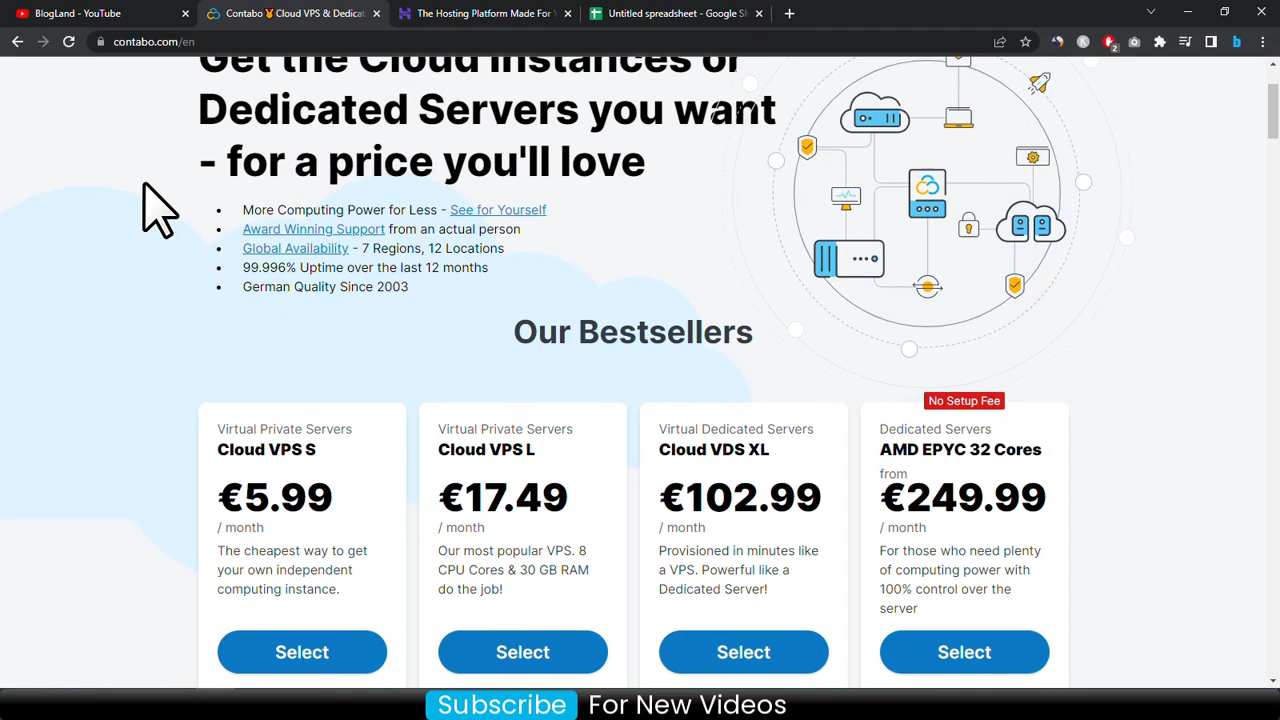 BlogLand - YouTube
Contabo🏅Cloud VPS & Dedicat
The Hosting Platform Made For
Untitled spreadsheet - Google Sh
contabo.com/en
Get the Cloud Instances or
Dedicated Servers you want
- for a price you'll love
• More Computing Power for Less - See for Yourself
• Award Winning Support from an actual person
• Global Availability - 7 Regions, 12 Locations
• 99.996% Uptime over the last 12 months
• German Quality Since 2003
Our Bestsellers
No Setup Fee
Virtual Private Servers
Cloud VPS S
€5.99
/ month
The cheapest way to get
your own independent
computing instance.
Select
Virtual Private Servers
Cloud VPS L
€17.49
/ month
Our most popular VPS. 8
CPU Cores & 30 GB RAM
do the job!
Select
Virtual Dedicated Servers
Cloud VDS XL
€102.99
/ month
Provisioned in minutes like
a VPS. Powerful like a
Dedicated Server!
Select
Dedicated Servers
AMD EPYC 32 Cores
from
€249.99
/ month
For those who need plenty
of computing power with
100% control over the
server
Select
Subscribe For New Videos